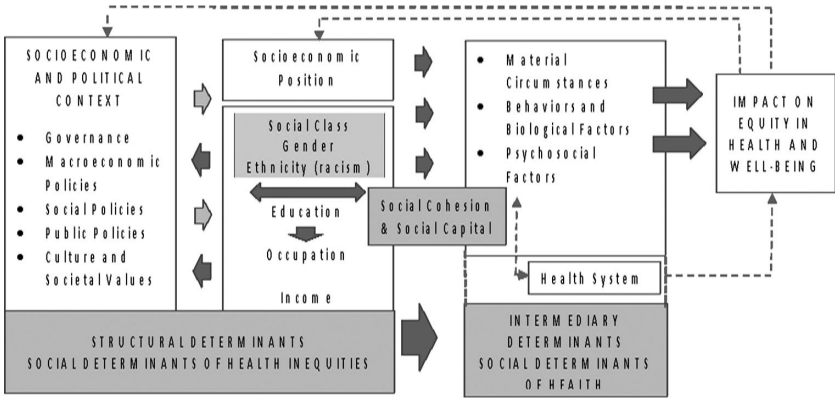 SOCIOECONOMIC
AND POLITICAL
CONTEXT
• Governance
• Macroeconomic
Policies
• Social Policies
• Public Policies
• Culture and
Societal Values
Socioeconomic
Position
Social Class
Gender
Ethnicity (racism)
Education
Occupation
Income
Social Cohesion
& Social Capital
• Material
Circumstances
• Behaviors and
Biological Factors
• Psychosocial
Factors
Health System
IMPACT ON
EQUITY IN
HEALTH AND
WELL-BEING
STRUCTURAL DETERMINANTS
SOCIAL DETERMINANTS OF HEALTH INEQUITIES
INTERMEDIARY
DETERMINANTS
SOCIAL DETERMINANTS
OF HEALTH